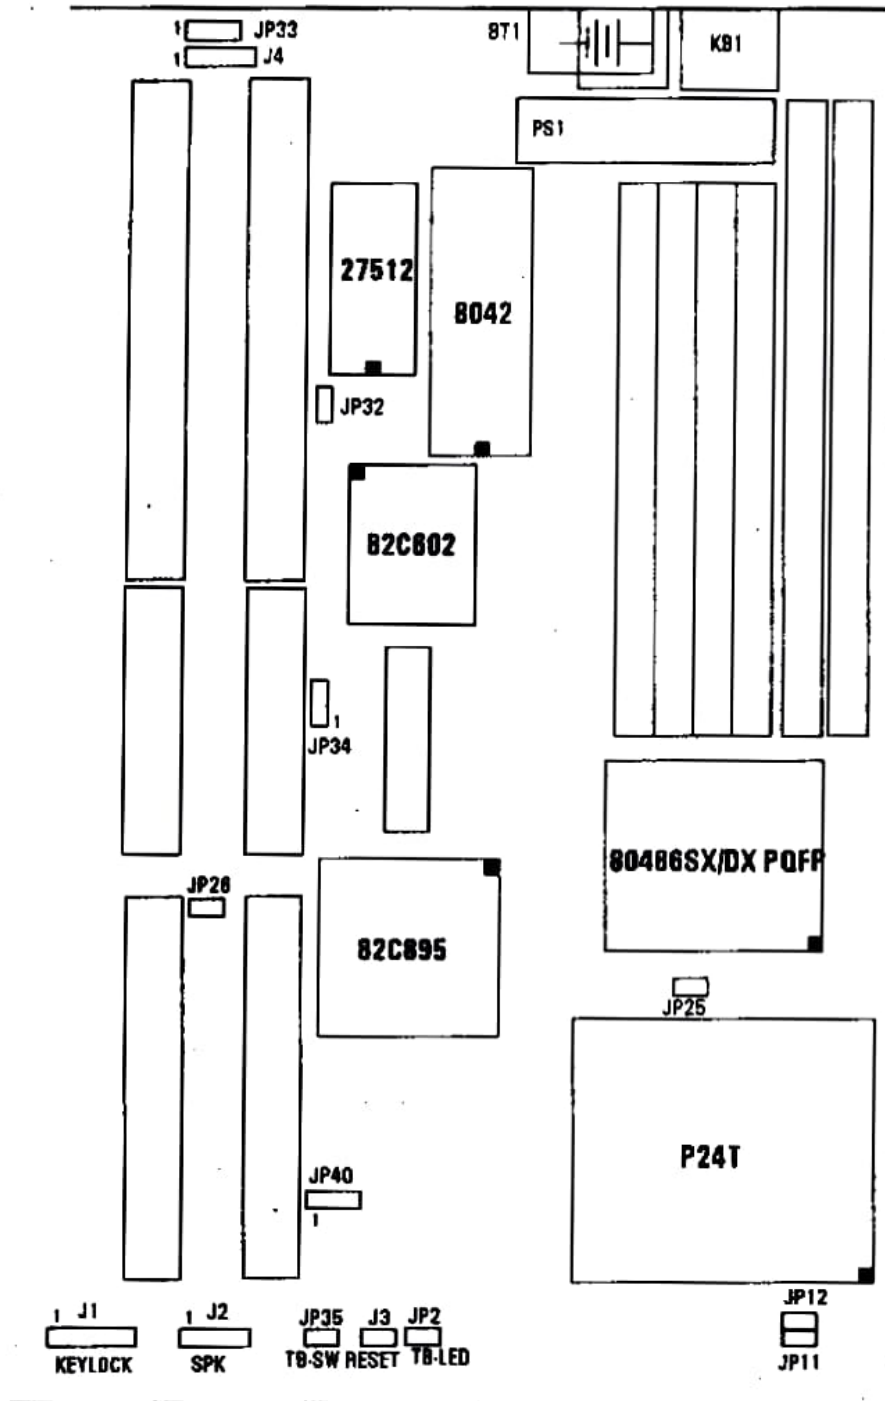 1 JP33
1 J4
BT1
KB1
PS1
27512
8042
JP32
82C602
1
JP34
80486SX/DX PQFP
JP26
82C895
JP25
P24T
JP40
1
1 J1
KEYLOCK
1 J2
SPK
JP35
TB-SW
J3
RESET
JP2
TB-LED
JP12
JP11